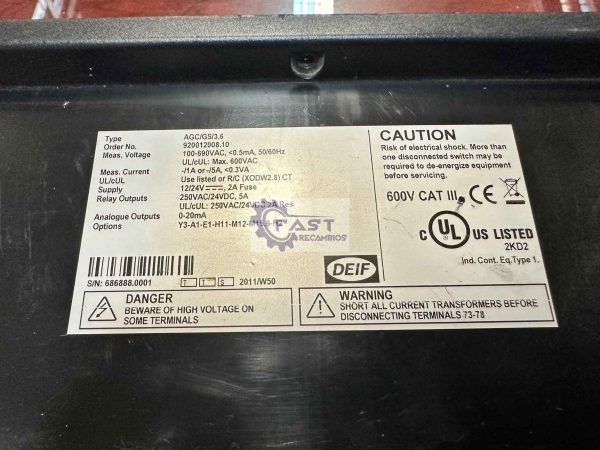 Type AGC/GS/3.6
Order No. 920012008.10
Meas. Voltage 100-690VAC, <0.5mA, 50/60Hz
UL/cUL: Max. 600VAC
Meas. Current -/1A or -/5A, <0.3VA
UL/cUL Use listed or R/C (XODW2.8) CT
Supply 12/24V 2A Fuse
Relay Outputs 250VAC/24VDC, 5A
UL/cUL: 250VAC/24VDC 2A Res.
Analogue Outputs 0-20mA
Options Y3-A1-E1-H11-M12-
FAST
RECAMBIOS
S/N: 686888.0001 T 1 S 2011/W50
DEIF
DANGER
BEWARE OF HIGH VOLTAGE ON
SOME TERMINALS
CAUTION
Risk of electrical shock. More than
one disconnected switch may be
required to de-energize equipment
before servicing.
600V CAT III CE
C UL US LISTED
2KD2
Ind. Cont. Eq.Type 1.
WARNING
SHORT ALL CURRENT TRANSFORMERS BEFORE
DISCONNECTING TERMINALS 73-78